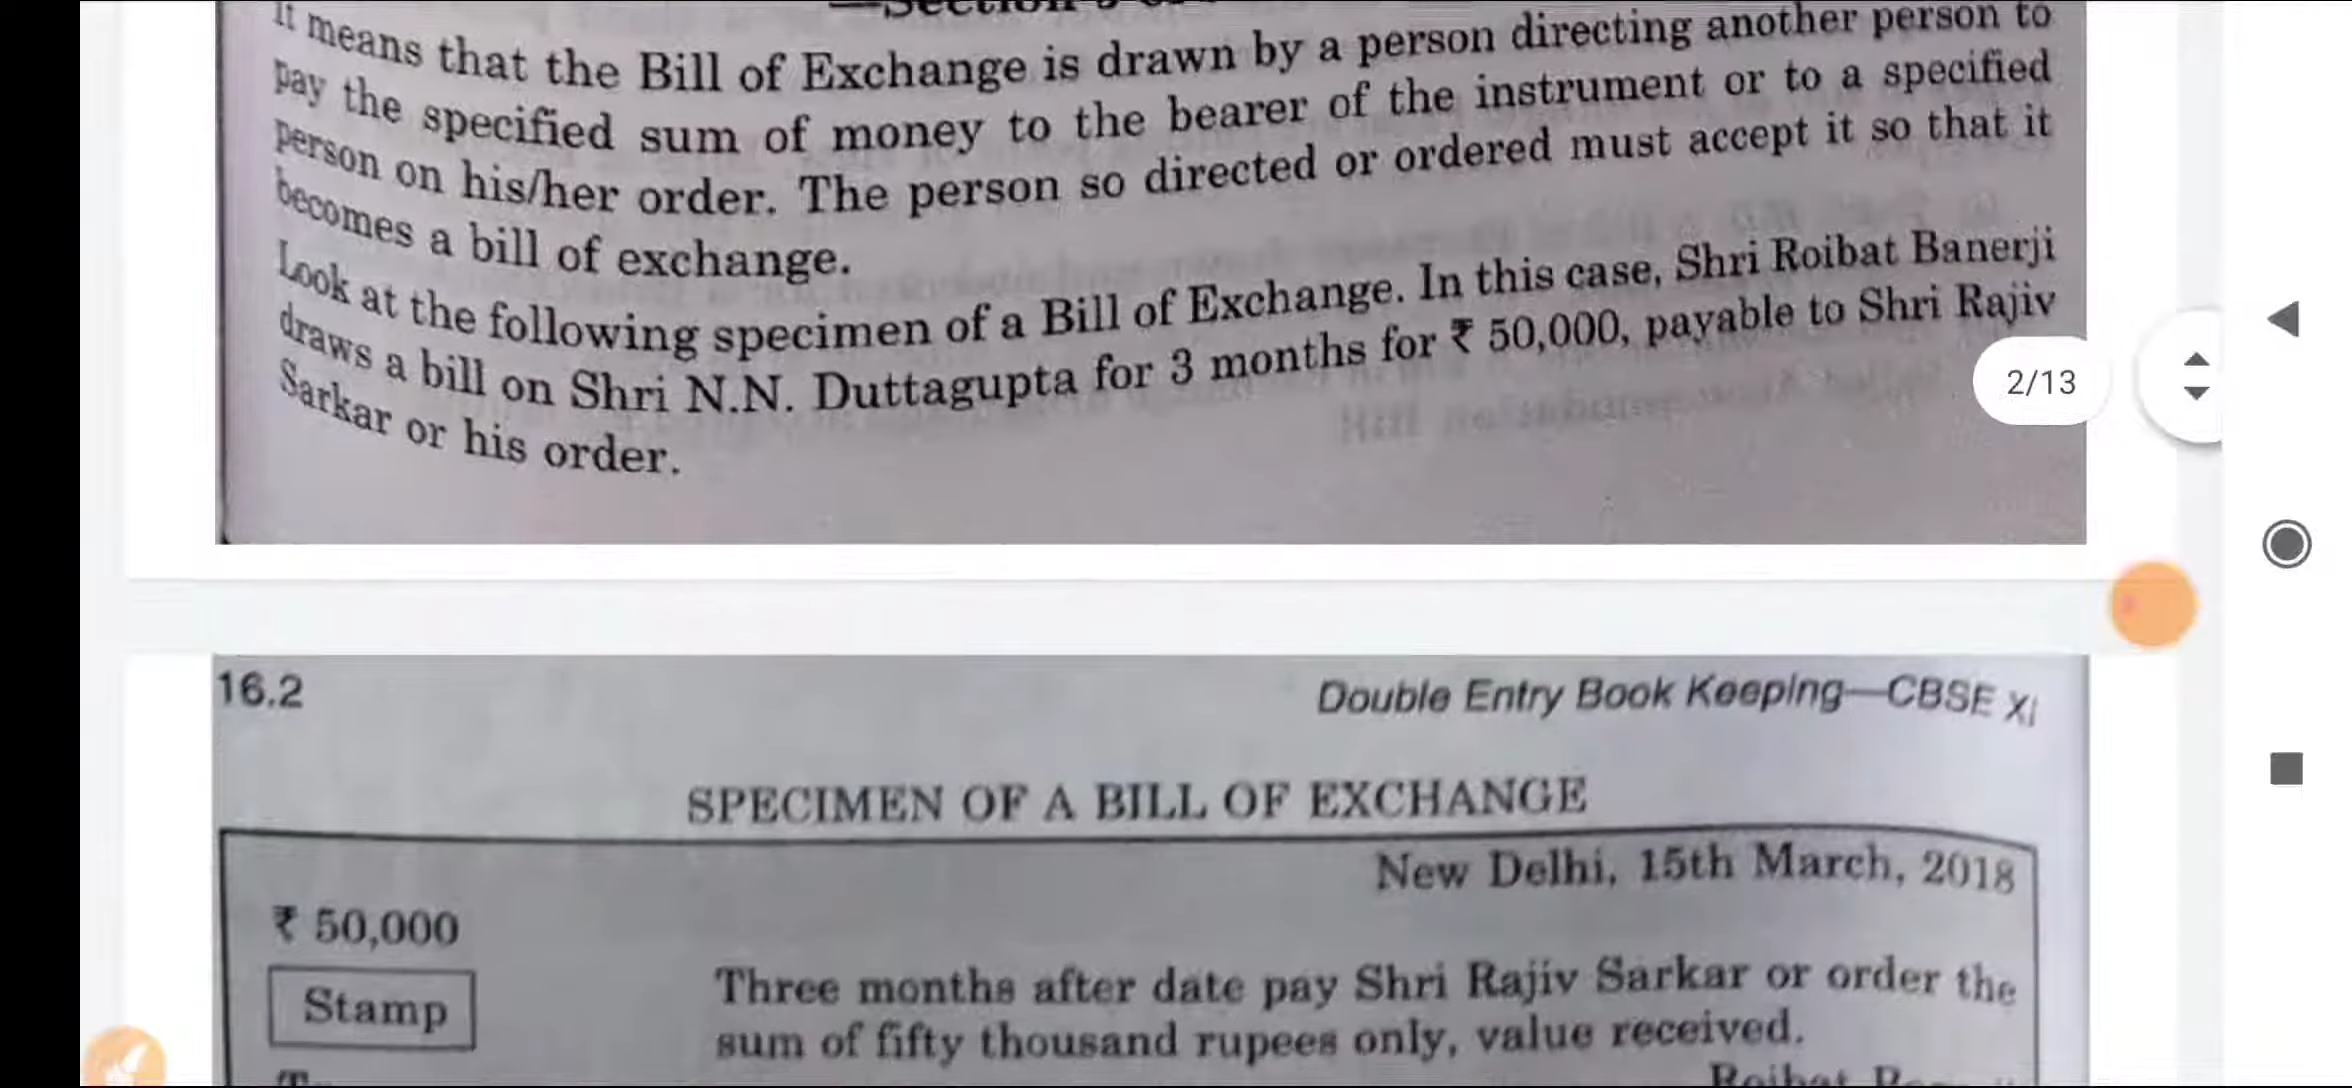 It means that the Bill of Exchange is drawn by a person directing another person to
pay the specified sum of money to the bearer of the instrument or to a specified
person on his/her order. The person so directed or ordered must accept it so that it
becomes a bill of exchange.
Look at the following specimen of a Bill of Exchange. In this case, Shri Roibat Banerji
draws a bill on Shri N.N. Duttagupta for 3 months for ₹ 50,000, payable to Shri Rajiv
Sarkar or his order.
2/13
16.2
Double Entry Book Keeping—CBSE XI
SPECIMEN OF A BILL OF EXCHANGE
New Delhi, 15th March, 2018
₹ 50,000
Stamp
Three months after date pay Shri Rajiv Sarkar or order the
sum of fifty thousand rupees only, value received.